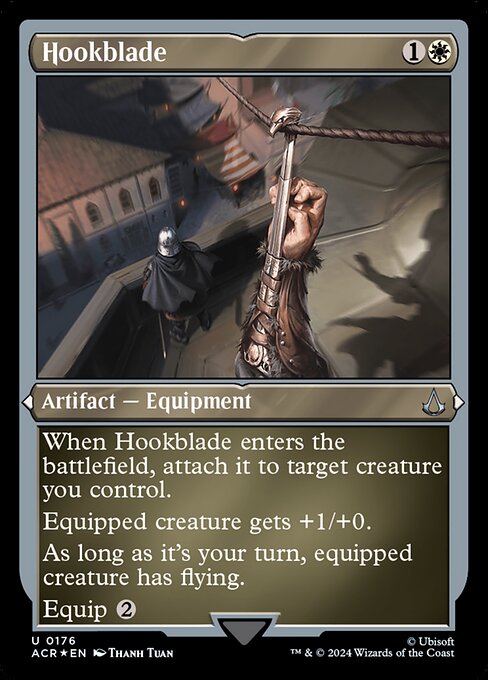 Hookblade 1
Artifact — Equipment
When Hookblade enters the
battlefield, attach it to target creature
you control.
Equipped creature gets +1/+0.
As long as it's your turn, equipped
creature has flying.
Equip 2
U 0176
ACR★EN Thanh Tuan
© Ubisoft
™ & © 2024 Wizards of the Coast